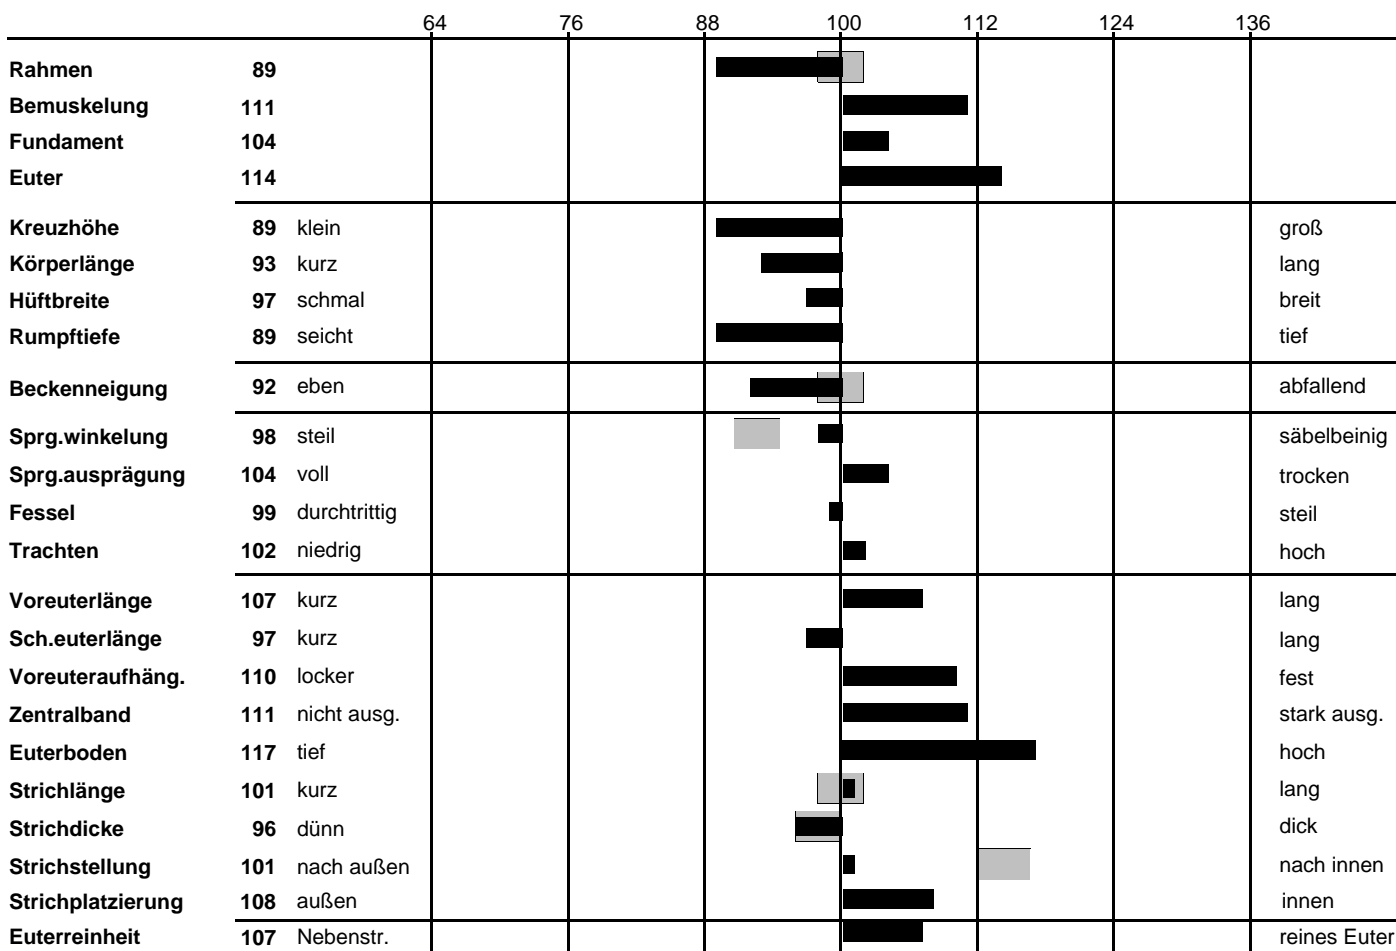 64 76 88 100 112 124 136
Rahmen 89
Bemuskelung 111
Fundament 104
Euter 114
Kreuzhöhe 89 klein groß
Körperlänge 93 kurz lang
Hüftbreite 97 schmal breit
Rumpftiefe 89 seicht tief
Beckenneigung 92 eben abfallend
Sprg.winkelung 98 steil säbelbeinig
Sprg.ausprägung 104 voll trocken
Fessel 99 durchtrittig steil
Trachten 102 niedrig hoch
Voreuterlänge 107 kurz lang
Sch.euterlänge 97 kurz lang
Voreuteraufhäng. 110 locker fest
Zentralband 111 nicht ausg. stark ausg.
Euterboden 117 tief hoch
Strichlänge 101 kurz lang
Strichdicke 96 dünn dick
Strichstellung 101 nach außen nach innen
Strichplatzierung 108 außen innen
Euterreinheit 107 Nebenstr. reines Euter